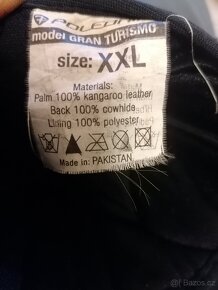 POLEDNIK
model GRAN TURISMO
size: XXL
Materials:
Palm 100% kangaroo leather
Back 100% cowhide
Lining 100% polyester
Made in: PAKISTAN
Bazos.cz